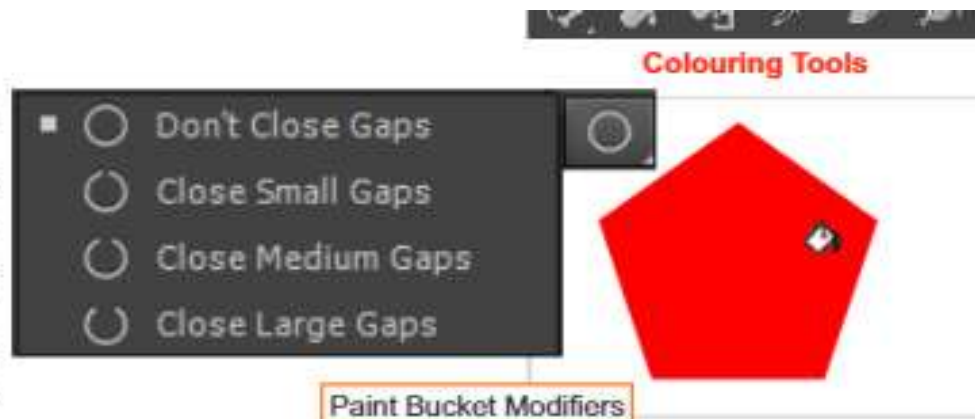 Colouring Tools
Don't Close Gaps
Close Small Gaps
Close Medium Gaps
Close Large Gaps
Paint Bucket Modifiers